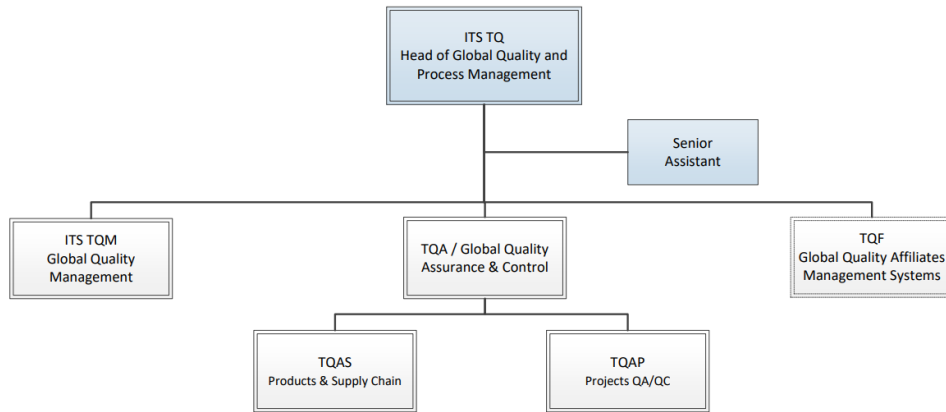 ITS TQ
Head of Global Quality and
Process Management
Senior
Assistant
ITS TQM
Global Quality
Management
TQA / Global Quality
Assurance & Control
TQF
Global Quality Affiliates
Management Systems
TQAS
Products & Supply Chain
TQAP
Projects QA/QC